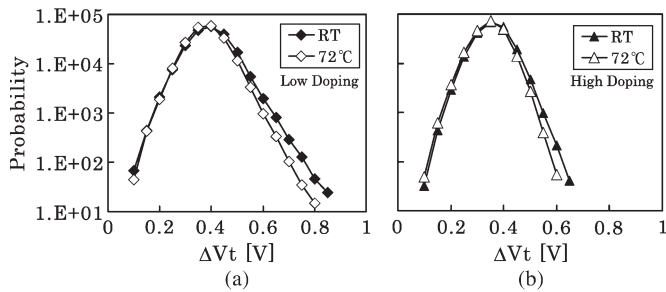 1.E+05
1.E+04
1.E+03
1.E+02
1.E+01
Probability
RT
72℃
Low Doping
0 0.2 0.4 0.6 0.8 1
ΔVt [V]
(a)
RT
72℃
High Doping
0 0.2 0.4 0.6 0.8 1
ΔVt [V]
(b)